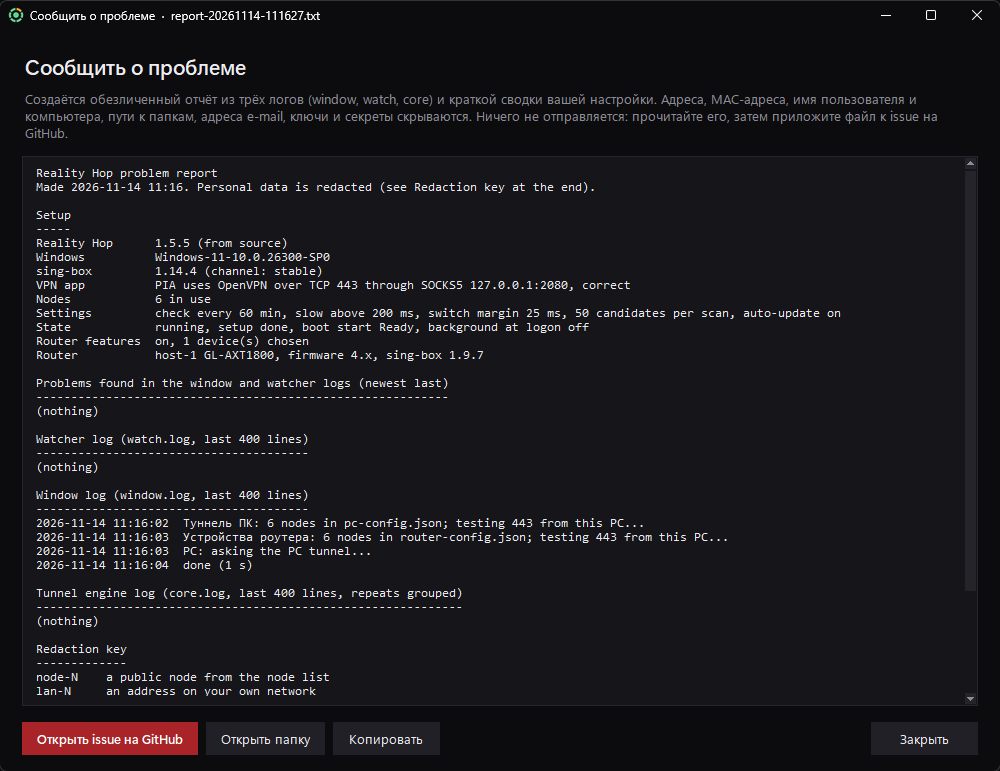 Сообщить о проблеме · report-20261114-111627.txt
Сообщить о проблеме
Создаётся обезличенный отчёт из трёх логов (window, watch, core) и краткой сводки вашей настройки. Адреса, MAC-адреса, имя пользователя и
компьютера, пути к папкам, адреса e-mail, ключи и секреты скрываются. Ничего не отправляется: прочитайте его, затем приложите файл к issue на
GitHub.
Reality Hop problem report
Made 2026-11-14 11:16. Personal data is redacted (see Redaction key at the end).
Setup
-----
Reality Hop      1.5.5 (from source)
Windows          Windows-11-10.0.26300-SP0
sing-box         1.14.4 (channel: stable)
VPN app          PIA uses OpenVPN over TCP 443 through SOCKS5 127.0.0.1:2080, correct
Nodes            6 in use
Settings         check every 60 min, slow above 200 ms, switch margin 25 ms, 50 candidates per scan, auto-update on
State            running, setup done, boot start Ready, background at logon off
Router features  on, 1 device(s) chosen
Router           host-1 GL-AXT1800, firmware 4.x, sing-box 1.9.7
Problems found in the window and watcher logs (newest last)
-----------------------------------------------------------
(nothing)
Watcher log (watch.log, last 400 lines)
---------------------------------------
(nothing)
Window log (window.log, last 400 lines)
---------------------------------------
2026-11-14 11:16:02  Туннель ПК: 6 nodes in pc-config.json; testing 443 from this PC...
2026-11-14 11:16:03  Устройства роутера: 6 nodes in router-config.json; testing 443 from this PC...
2026-11-14 11:16:03  PC: asking the PC tunnel...
2026-11-14 11:16:04  done (1 s)
Tunnel engine log (core.log, last 400 lines, repeats grouped)
-------------------------------------------------------------
(nothing)
Redaction key
-------------
node-N    a public node from the node list
lan-N     an address on your own network
Открыть issue на GitHub
Открыть папку
Копировать
Закрыть